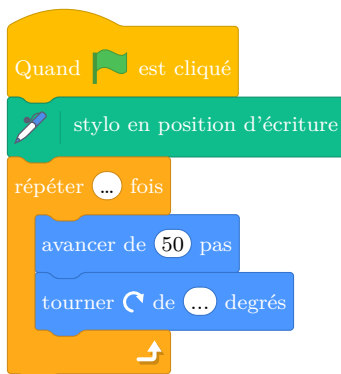 Quand est cliqué
stylo en position d'écriture
répéter ... fois
avancer de 50 pas
tourner de ... degrés